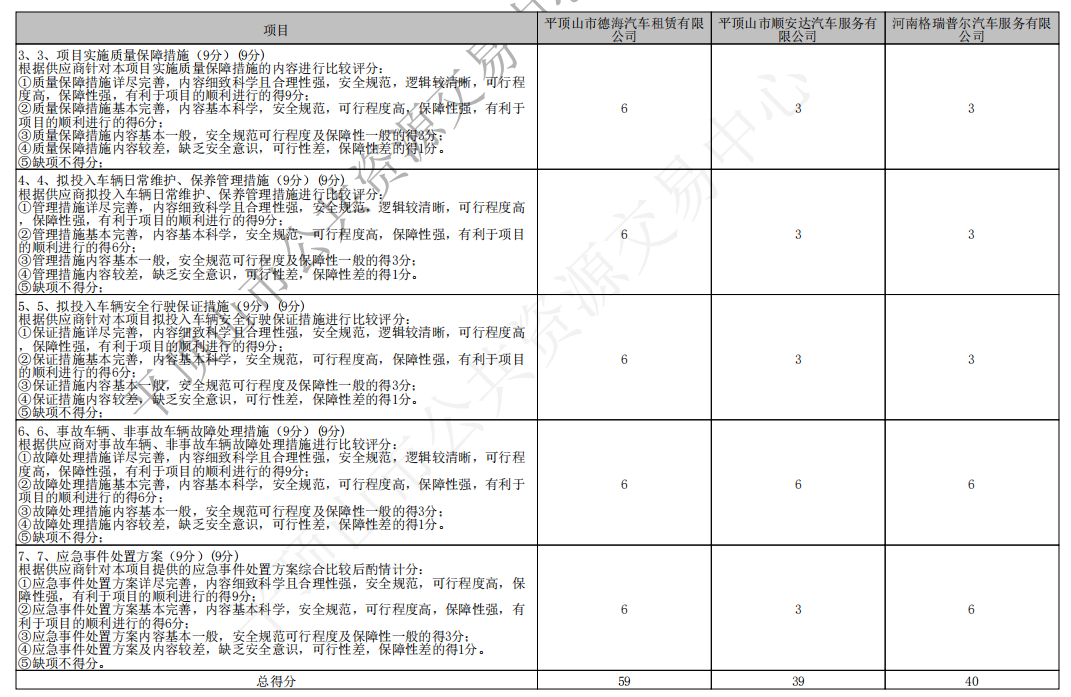 项目
平顶山市德海汽车租赁有限
公司
平顶山市顺安达汽车服务有
限公司
河南格瑞普尔汽车服务有限
公司
3、3、项目实施质量保障措施（9分）(9分)
根据供应商针对本项目实施质量保障措施的内容进行比较评分：
①质量保障措施详尽完善，内容细致科学且合理性强，安全规范，逻辑较清晰，可行程
度高，保障性强，有利于项目的顺利进行的得9分；
②质量保障措施基本完善，内容基本科学，安全规范，可行程度高，保障性强，有利于
项目的顺利进行的得6分；
③质量保障措施内容基本一般，安全规范可行程度及保障性一般的得3分；
④质量保障措施内容较差，缺乏安全意识，可行性差，保障性差的得1分。
⑤缺项不得分；
6
3
3
4、4、拟投入车辆日常维护、保养管理措施（9分）(9分)
根据供应商拟投入车辆日常维护、保养管理措施进行比较评分：
①管理措施详尽完善，内容细致科学且合理性强，安全规范，逻辑较清晰，可行程度高
，保障性强，有利于项目的顺利进行的得9分；
②管理措施基本完善，内容基本科学，安全规范，可行程度高，保障性强，有利于项目
的顺利进行的得6分；
③管理措施内容基本一般，安全规范可行程度及保障性一般的得3分；
④管理措施内容较差，缺乏安全意识，可行性差，保障性差的得1分。
⑤缺项不得分；
6
3
3
5、5、拟投入车辆安全行驶保证措施（9分）(9分)
根据供应商针对本项目拟投入车辆安全行驶保证措施进行比较评分：
①保证措施详尽完善，内容细致科学且合理性强，安全规范，逻辑较清晰，可行程度高
，保障性强，有利于项目的顺利进行的得9分；
②保证措施基本完善，内容基本科学，安全规范，可行程度高，保障性强，有利于项目
的顺利进行的得6分；
③保证措施内容基本一般，安全规范可行程度及保障性一般的得3分；
④保证措施内容较差，缺乏安全意识，可行性差，保障性差的得1分。
⑤缺项不得分；
6
3
3
6、6、事故车辆、非事故车辆故障处理措施（9分）(9分)
根据供应商对事故车辆、非事故车辆故障处理措施进行比较评分：
①故障处理措施详尽完善，内容细致科学且合理性强，安全规范，逻辑较清晰，可行程
度高，保障性强，有利于项目的顺利进行的得9分；
②故障处理措施基本完善，内容基本科学，安全规范，可行程度高，保障性强，有利于
项目的顺利进行的得6分；
③故障处理措施内容基本一般，安全规范可行程度及保障性一般的得3分；
④故障处理措施内容较差，缺乏安全意识，可行性差，保障性差的得1分。
⑤缺项不得分；
6
6
6
7、7、应急事件处置方案（9分）(9分)
根据供应商针对本项目提供的应急事件处置方案综合比较后酌情计分：
①应急事件处置方案详尽完善，内容细致科学且合理性强，安全规范，可行程度高，保
障性强，有利于项目的顺利进行的得9分；
②应急事件处置方案基本完善，内容基本科学，安全规范，可行程度高，保障性强，有
利于项目的顺利进行的得6分；
③应急事件处置方案内容基本一般，安全规范可行程度及保障性一般的得3分；
④应急事件处置方案及内容较差，缺乏安全意识，可行性差，保障性差的得1分。
⑤缺项不得分。
6
3
6
总得分
59
39
40
平顶山市公共资源交易中心
平顶山市公共资源交易中心